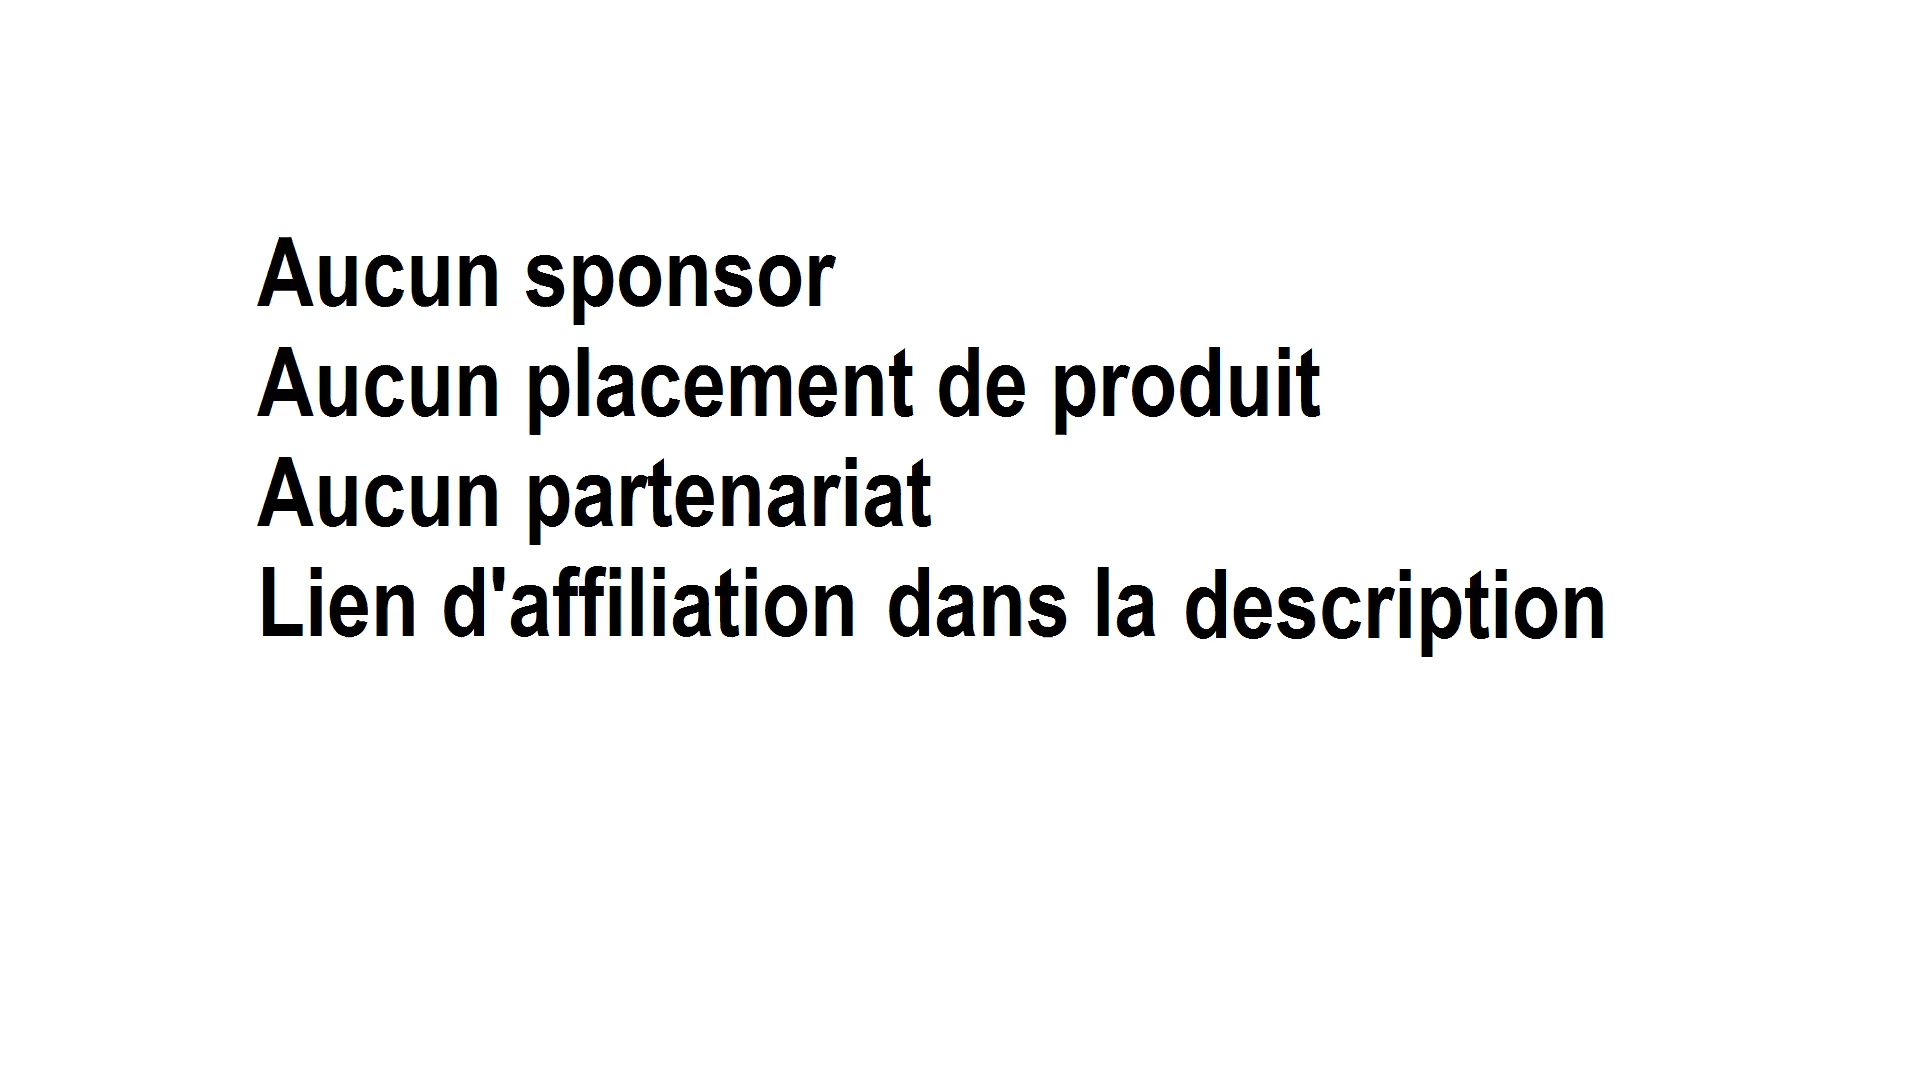 Aucun sponsor
Aucun placement de produit
Aucun partenariat
Lien d'affiliation dans la description